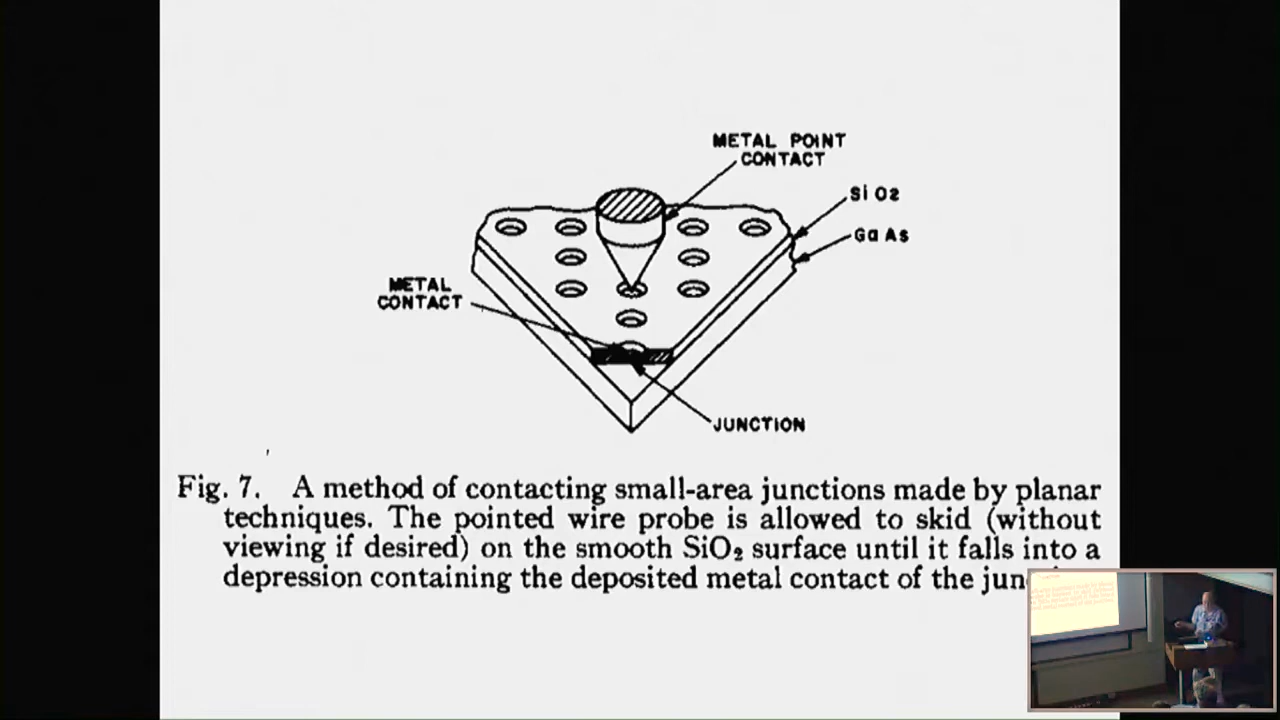 METAL POINT
CONTACT
Si O2
Ga As
METAL
CONTACT
JUNCTION
Fig. 7. A method of contacting small-area junctions made by planar
techniques. The pointed wire probe is allowed to skid (without
viewing if desired) on the smooth SiO₂ surface until it falls into a
depression containing the deposited metal contact of the